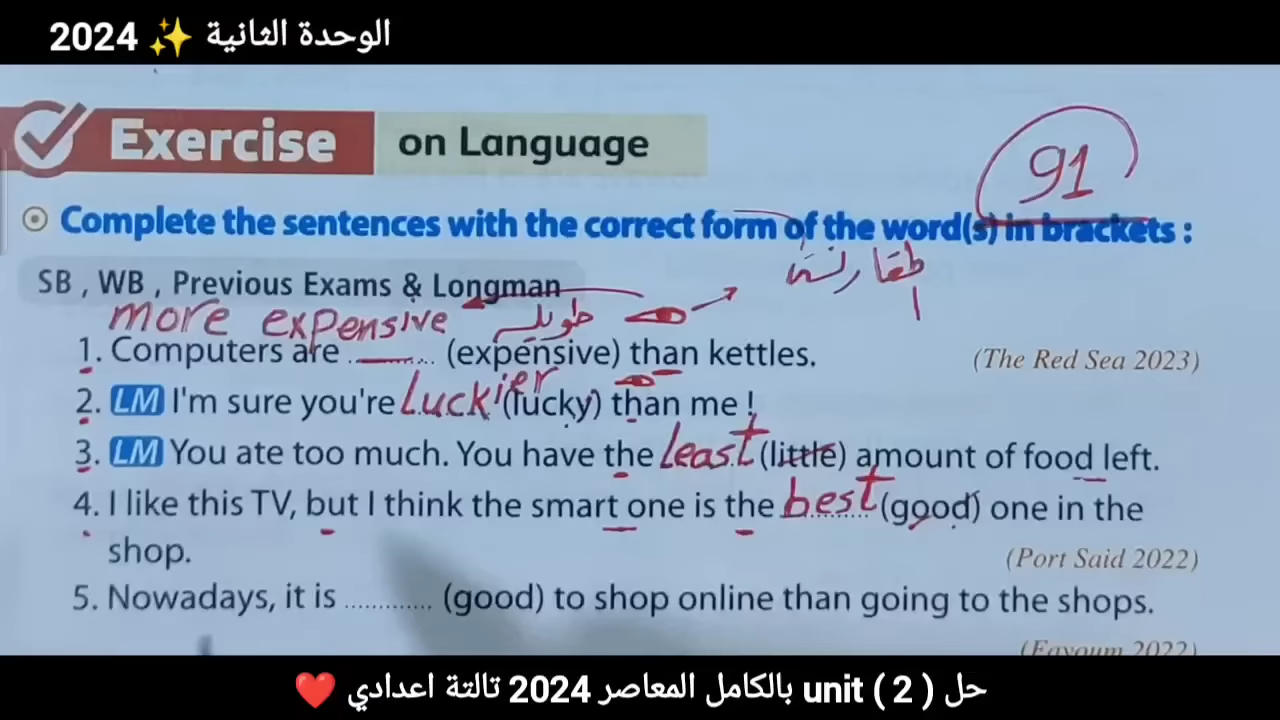 الوحدة الثانية ✨ 2024
Exercise on Language
91
Complete the sentences with the correct form of the word(s) in brackets :
SB , WB , Previous Exams & Longman
more expensive طويلة
1. Computers are ............ (expensive) than kettles. (The Red Sea 2023)
2. LM I'm sure you're Luckier (lucky) than me !
3. LM You ate too much. You have the least (little) amount of food left.
4. I like this TV, but I think the smart one is the best (good) one in the
shop. (Port Said 2022)
5. Nowadays, it is ............ (good) to shop online than going to the shops.
(Fayoum 2022)
حل unit ( 2 ) بالكامل المعاصر 2024 تالتة اعدادي ❤️